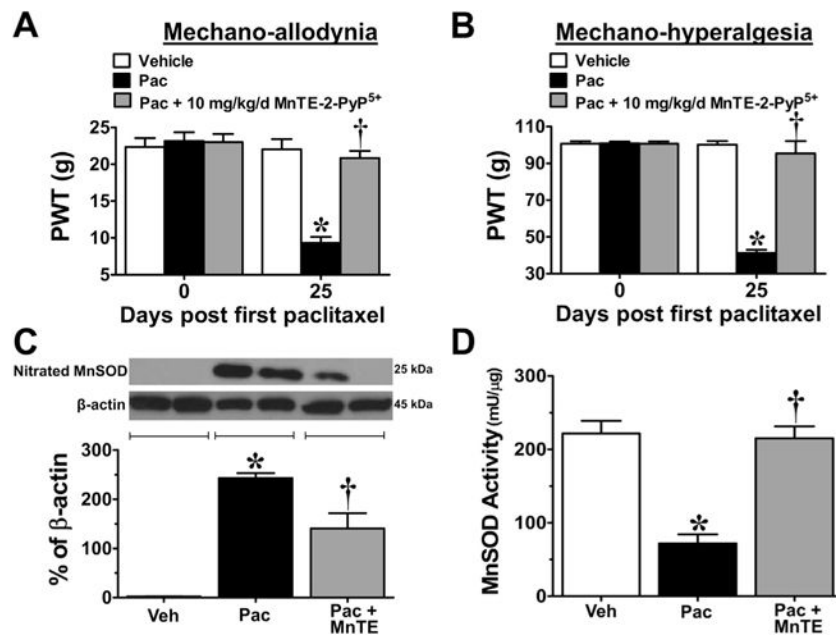 A
Mechano-allodynia
Vehicle
Pac
Pac + 10 mg/kg/d MnTE-2-PyP5+
PWT (g)
25
20
15
10
5
†
*
0
25
Days post first paclitaxel
B
Mechano-hyperalgesia
Vehicle
Pac
Pac + 10 mg/kg/d MnTE-2-PyP5+
PWT (g)
110
90
70
50
30
†
*
0
25
Days post first paclitaxel
C
Nitrated MnSOD
25 kDa
β-actin
45 kDa
% of β-actin
300
200
100
0
*
†
Veh
Pac
Pac +
MnTE
D
MnSOD Activity (mU/μg)
300
200
100
0
†
*
Veh
Pac
Pac +
MnTE